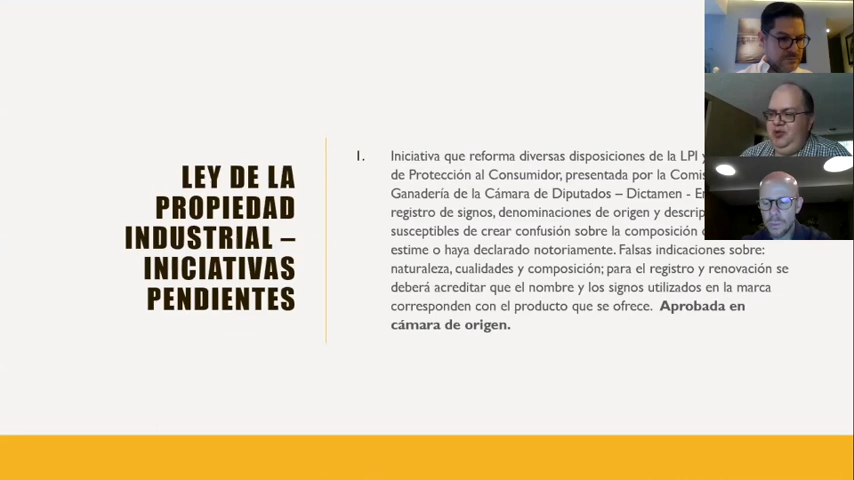 LEY DE LA
PROPIEDAD
INDUSTRIAL –
INICIATIVAS
PENDIENTES
1. Iniciativa que reforma diversas disposiciones de la LPI
de Protección al Consumidor, presentada por la
Ganadería de la Cámara de Diputados – Dictamen -
registro de signos, denominaciones de origen y
susceptibles de crear confusión sobre la composición
estime o haya declarado notoriamente. Falsas indicaciones sobre:
naturaleza, cualidades y composición; para el registro y renovación se
deberá acreditar que el nombre y los signos utilizados en la marca
corresponden con el producto que se ofrece. Aprobada en
cámara de origen.